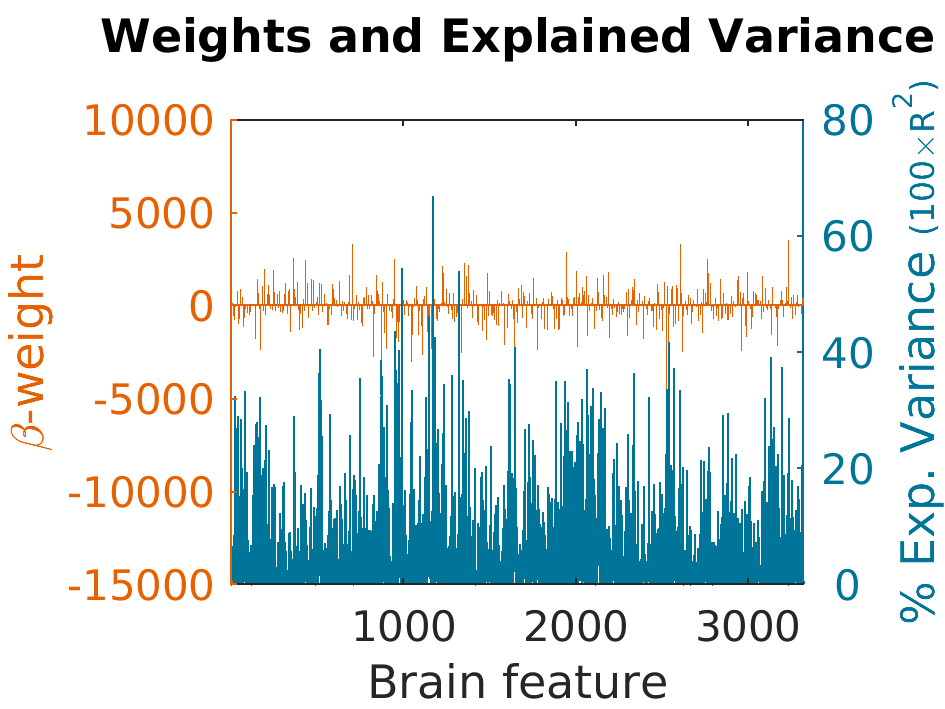 Weights and Explained Variance
10000
5000
0
-5000
-10000
-15000
β-weight
80
60
40
20
0
% Exp. Variance (100×R²)
1000 2000 3000
Brain feature